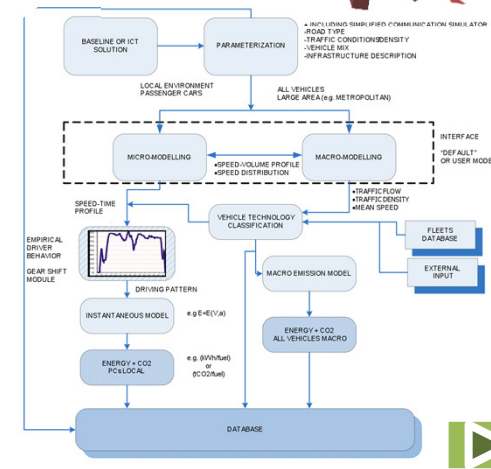 + INCLUDING SIMPLIFIED COMMUNICATION SIMULATOR
-ROAD TYPE
-TRAFFIC CONDITIONSDENSITY
-VEHICLE MIX
-INFRASTRUCTURE DESCRIPTION
BASELINE OR ICT
SOLUTION
PARAMETERIZATION
LOCAL ENVIRONMENT
PASSENGER CARS
ALL VEHICLES
LARGE AREA (e.g. METROPOLITAN)
INTERFACE
"DEFAULT"
OR USER MODE
MICRO-MODELLING
MACRO-MODELLING
•SPEED-VOLUME PROFILE
•SPEED DISTRIBUTION
•TRAFFIC FLOW
•TRAFFIC DENSITY
•MEAN SPEED
SPEED-TIME
PROFILE
VEHICLE TECHNOLOGY
CLASSIFICATION
FLEETS
DATABASE
EMPIRICAL
DRIVER
BEHAVIOR
GEAR SHIFT
MODULE
EXTERNAL
INPUT
MACRO EMISSION MODEL
DRIVING PATTERN
INSTANTANEOUS MODEL
e.g E=E(V,a)
ENERGY + CO2
ALL VEHICLES MACRO
ENERGY + CO2
PCs LOCAL
e.g. (kWh/fuel)
or
(tCO2/fuel)
DATABASE